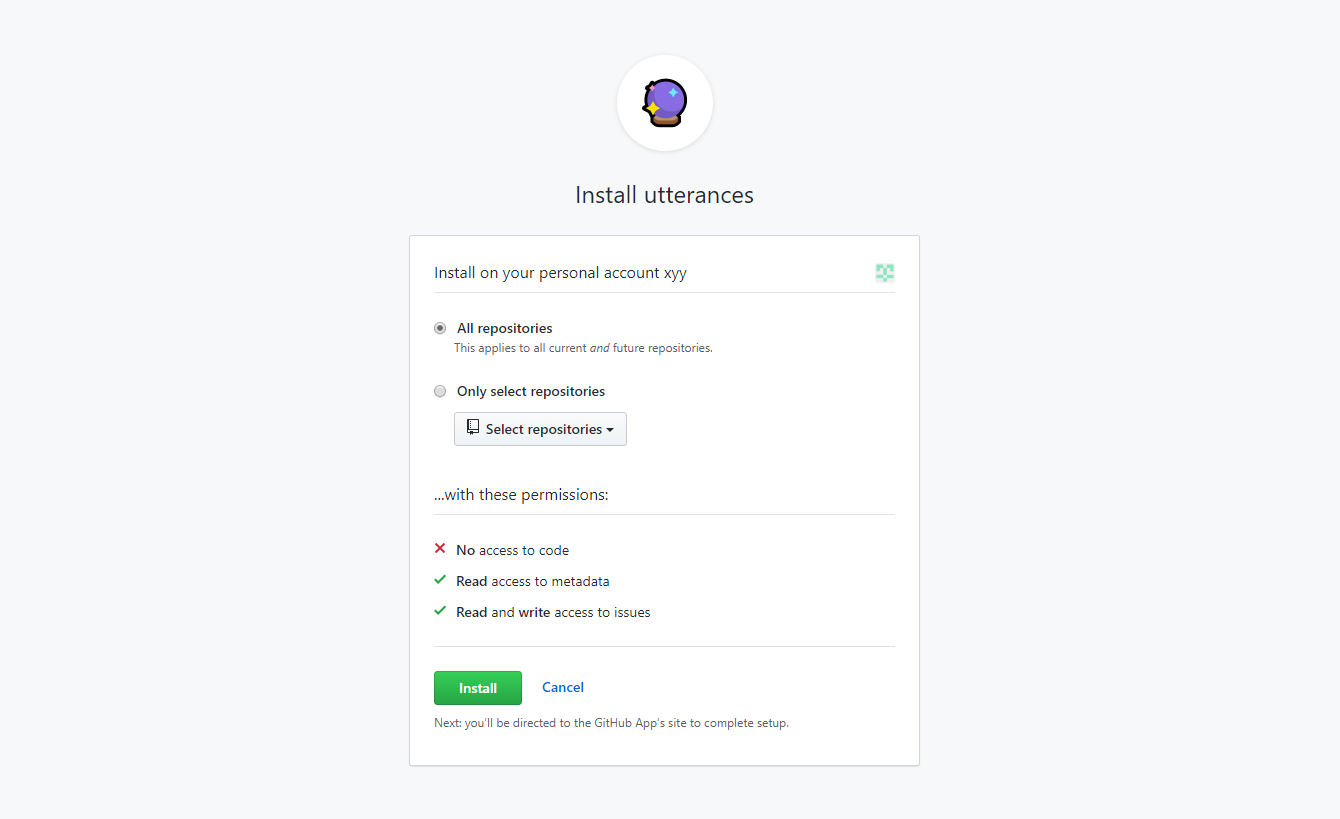 Install utterances
Install on your personal account xyy
All repositories
This applies to all current and future repositories.
Only select repositories
Select repositories
...with these permissions:
No access to code
Read access to metadata
Read and write access to issues
Install Cancel
Next: you'll be directed to the GitHub App's site to complete setup.